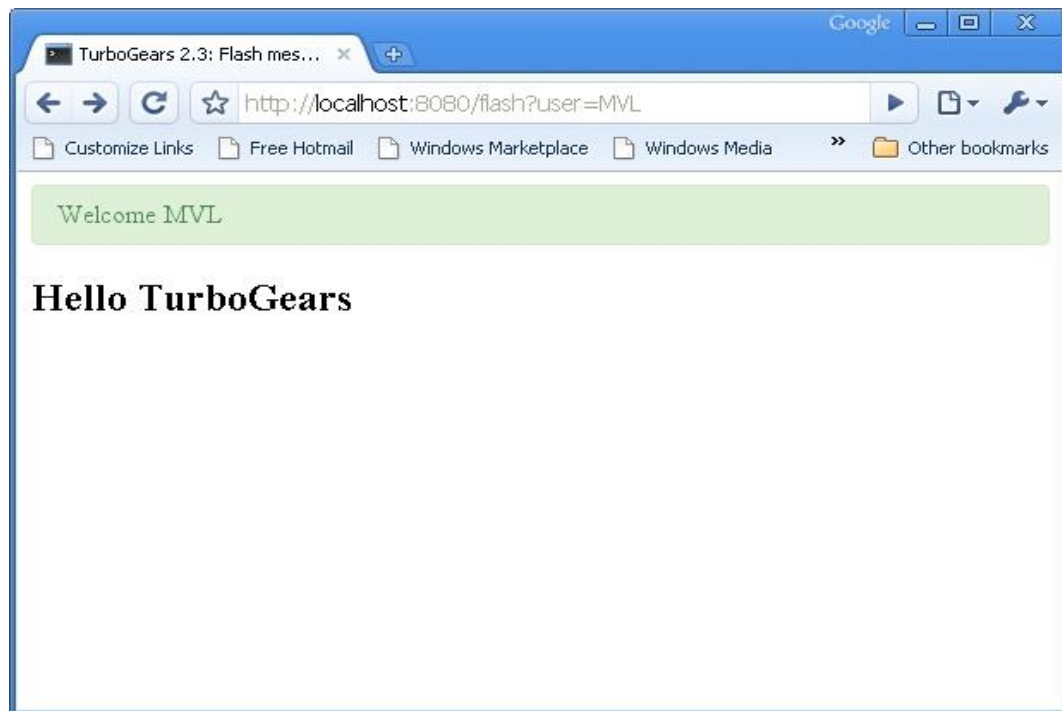 Google
TurboGears 2.3: Flash mes...
http://localhost:8080/flash?user=MVL
Customize Links Free Hotmail Windows Marketplace Windows Media » Other bookmarks
Welcome MVL
Hello TurboGears